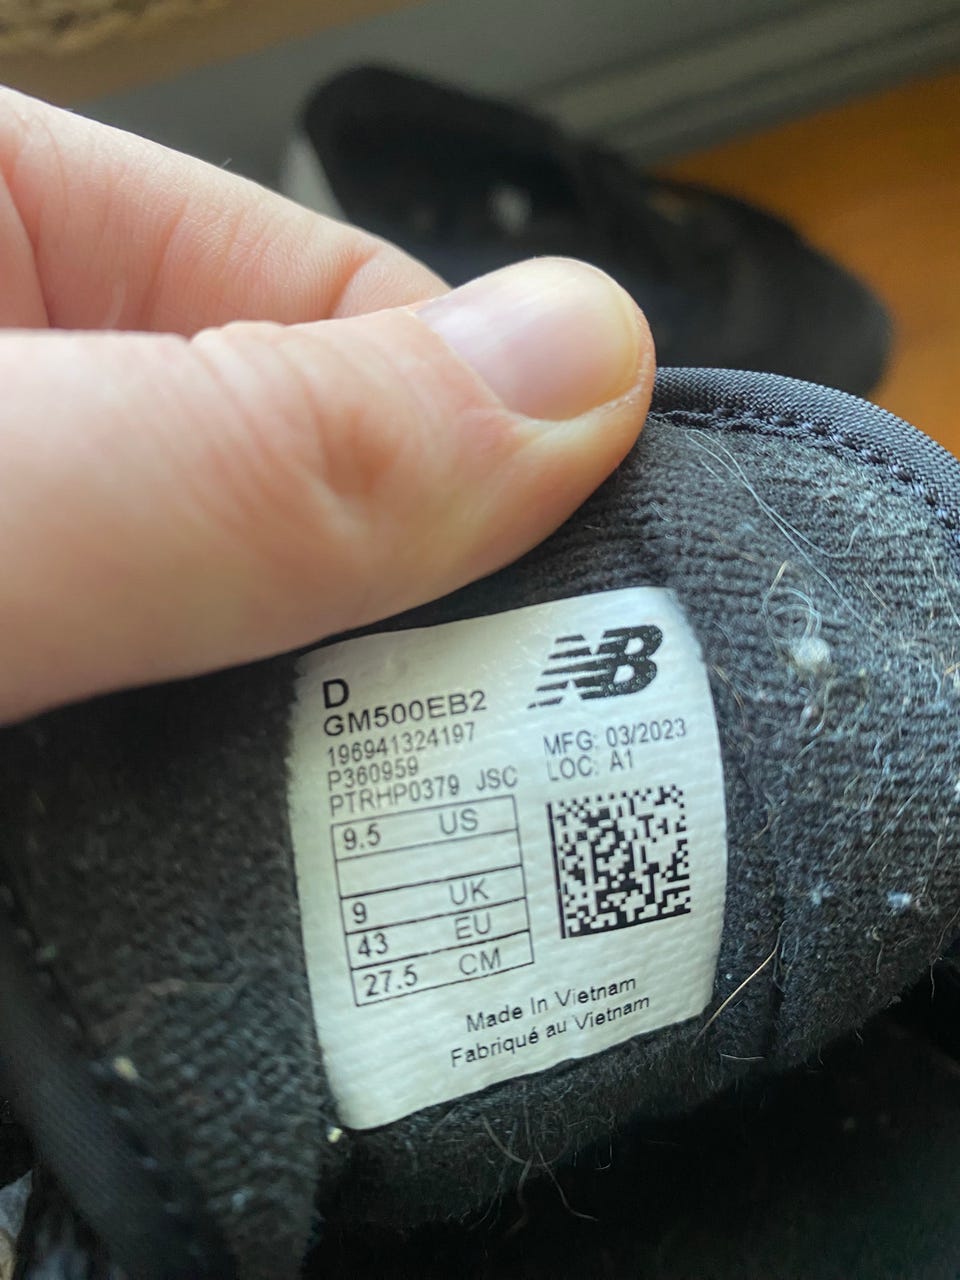 NB
D
GM500EB2
196941324197
P360959
PTRHP0379 JSC
MFG: 03/2023
LOC: A1
9.5 US
9 UK
43 EU
27.5 CM
Made In Vietnam
Fabriqué au Vietnam